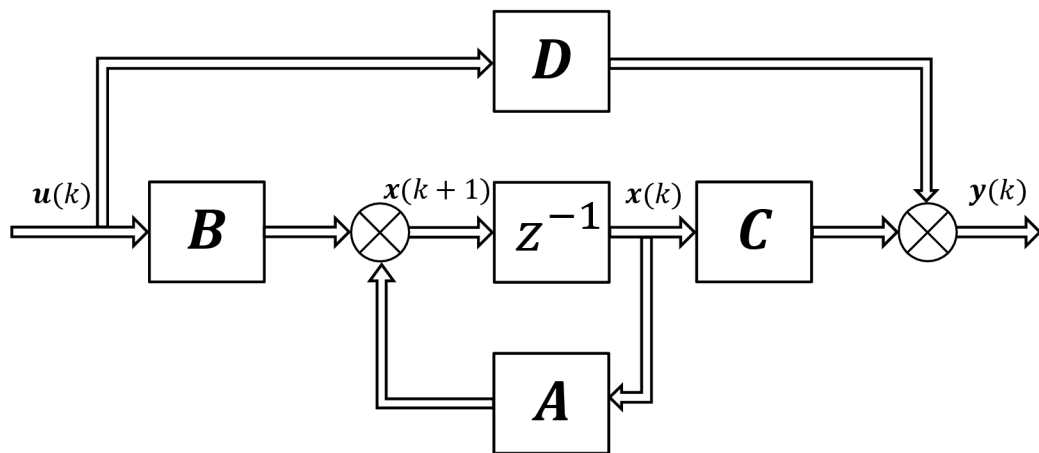 D
u(k)
B
x(k + 1)
z⁻¹
x(k)
C
y(k)
A